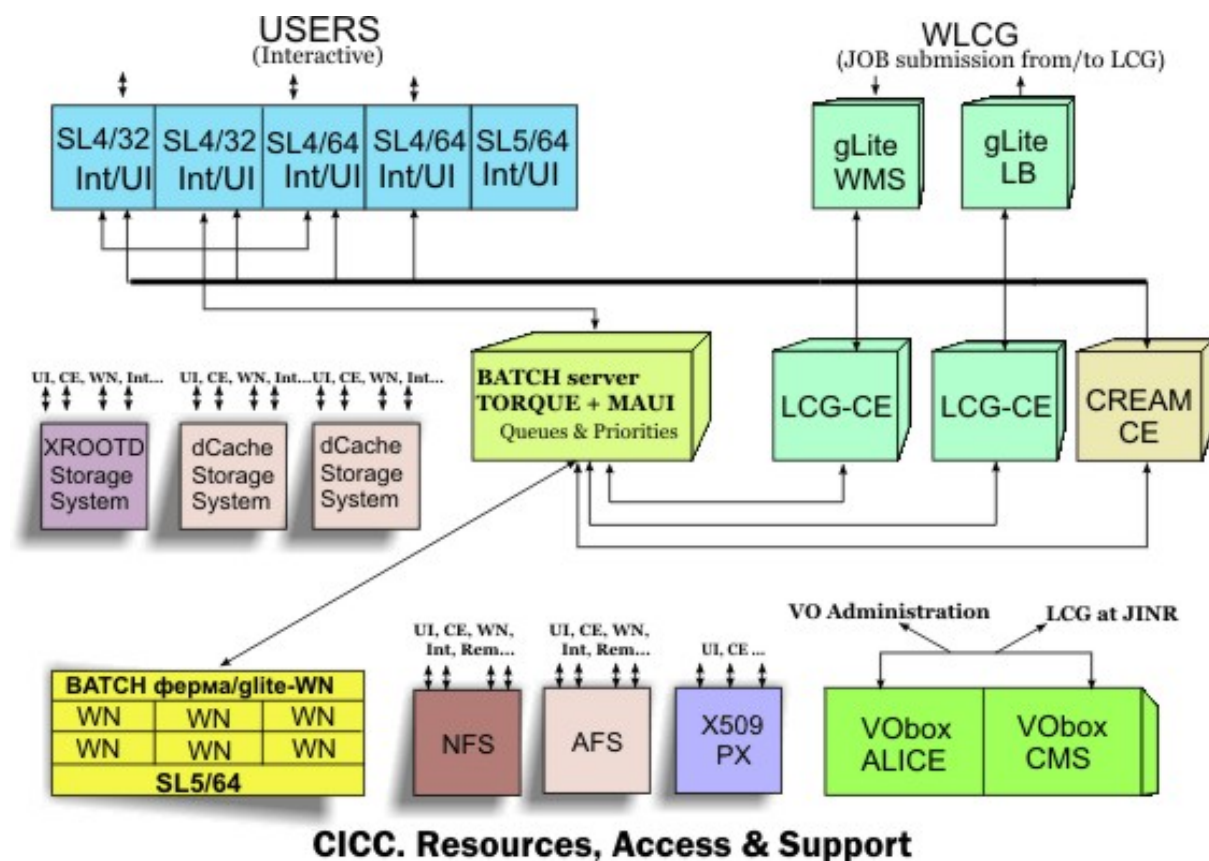 USERS
(Interactive)
WLCG
(JOB submission from/to LCG)
SL4/32
Int/UI
SL4/32
Int/UI
SL4/64
Int/UI
SL4/64
Int/UI
SL5/64
Int/UI
gLite
WMS
gLite
LB
BATCH server
TORQUE + MAUI
Queues & Priorities
LCG-CE
LCG-CE
CREAM
CE
UI, CE, WN, Int...
UI, CE, WN, Int...
UI, CE, WN, Int...
XROOTD
Storage
System
dCache
Storage
System
dCache
Storage
System
VO Administration
LCG at JINR
BATCH ферма/glite-WN
WN WN WN
WN WN WN
SL5/64
UI, CE, WN,
Int, Rem...
NFS
UI, CE, WN,
Int, Rem...
AFS
UI, CE ...
X509
PX
VObox
ALICE
VObox
CMS
CICC. Resources, Access & Support